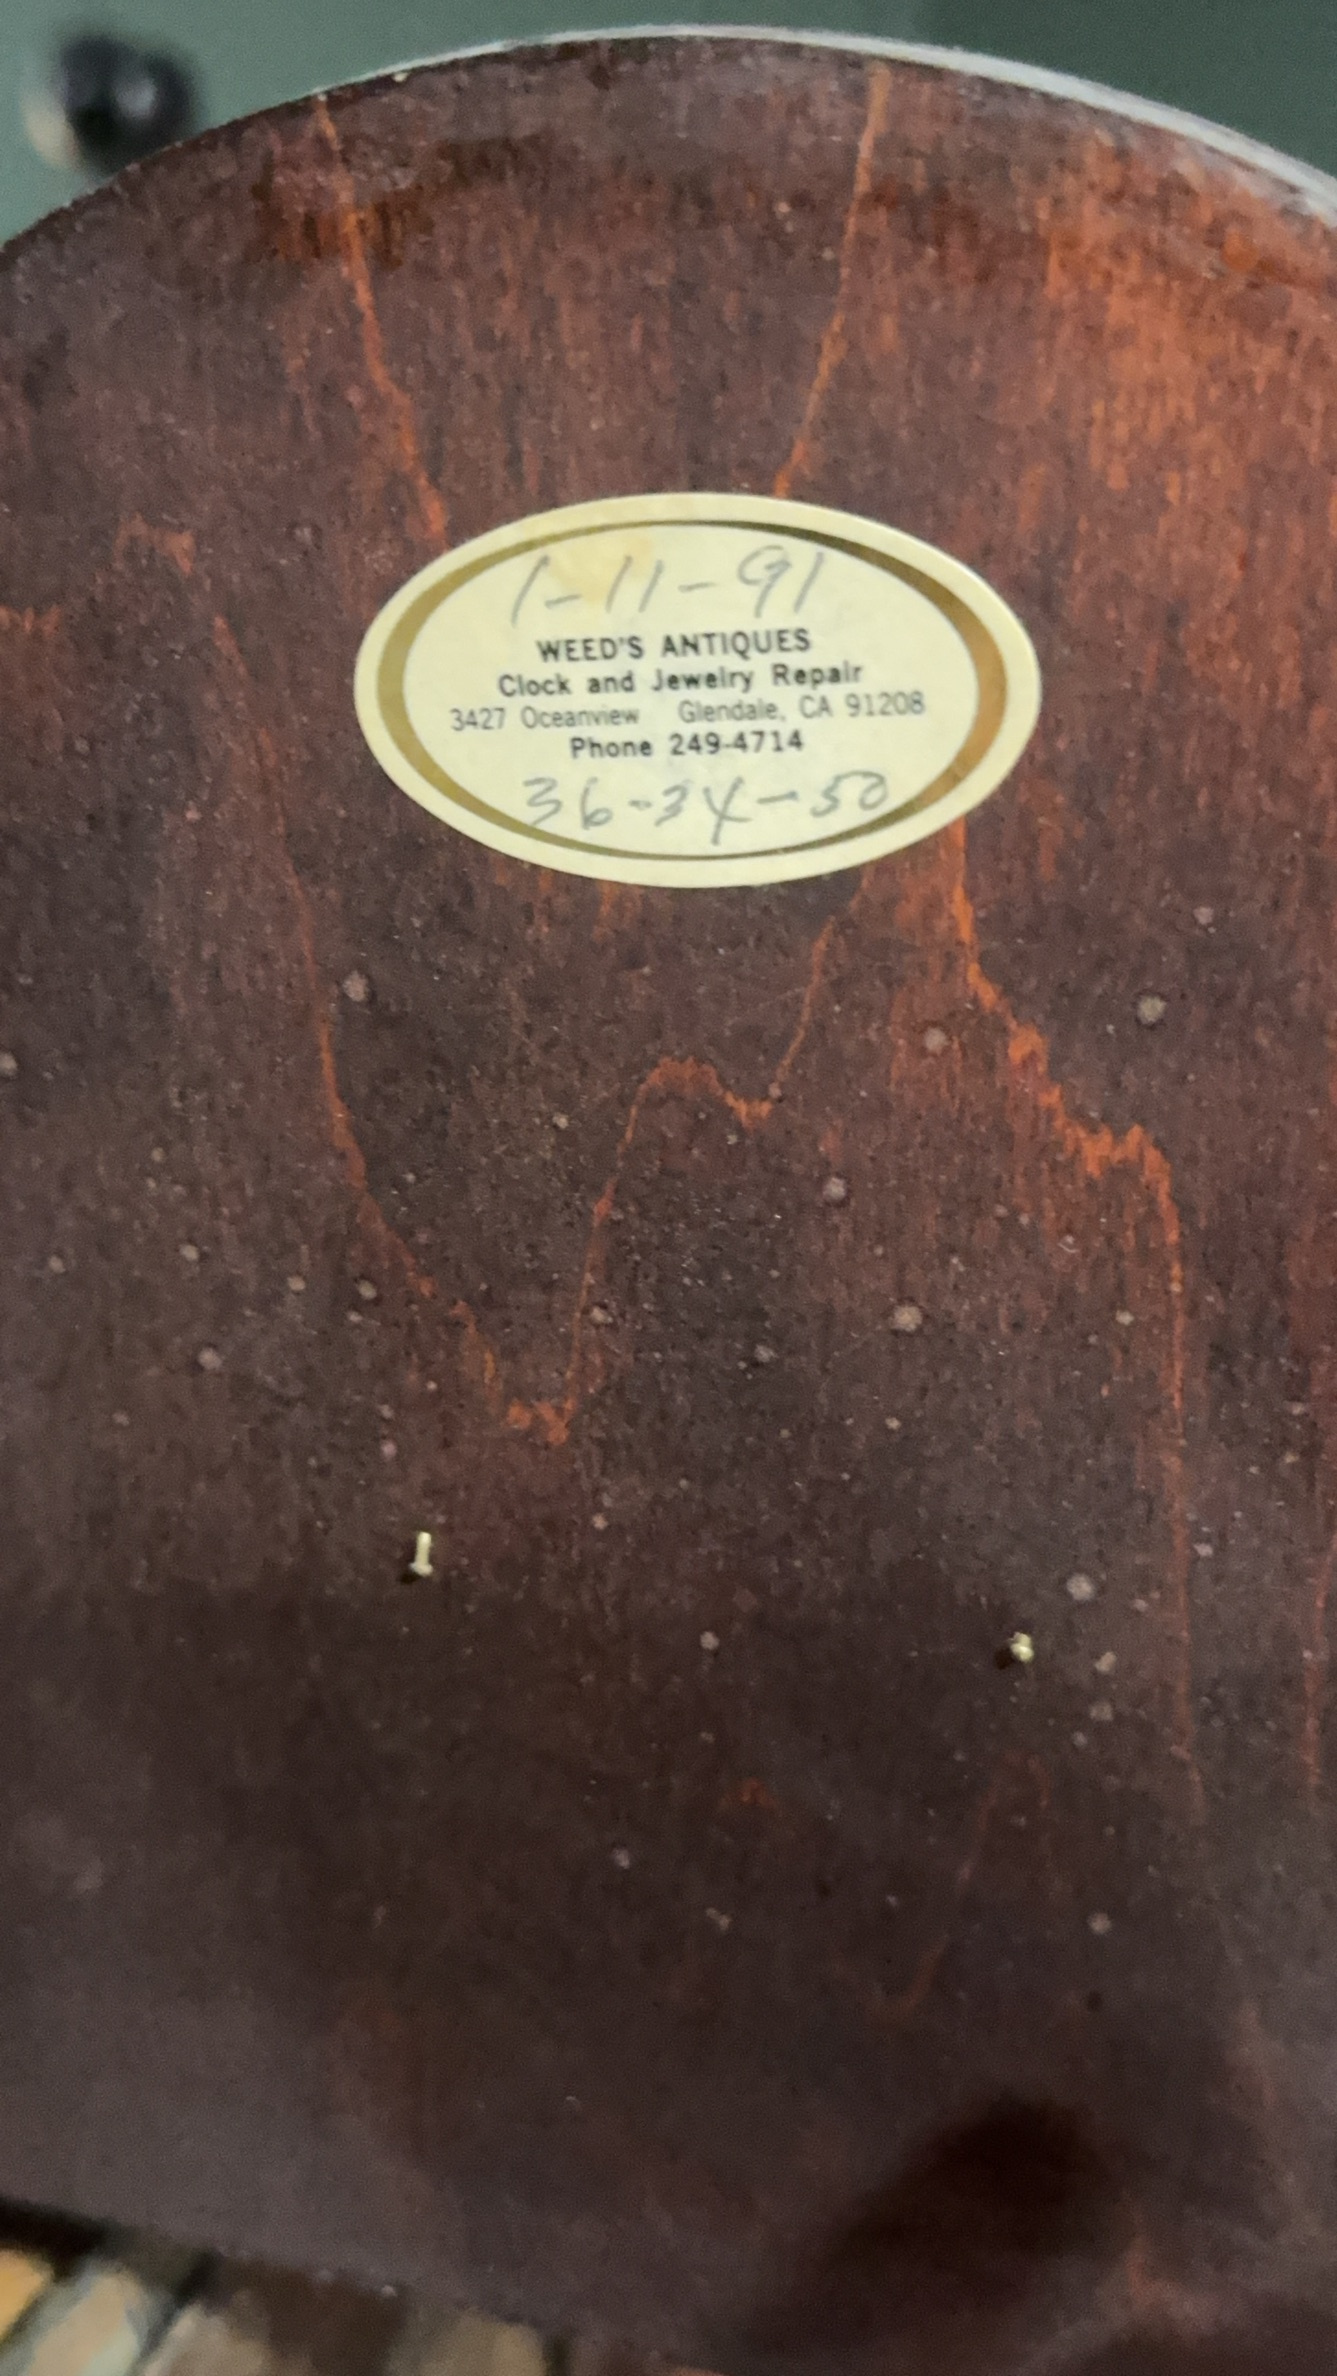 1-11-91
WEED'S ANTIQUES
Clock and Jewelry Repair
3427 Oceanview Glendale, CA 91208
Phone 249-4714
36-34-50